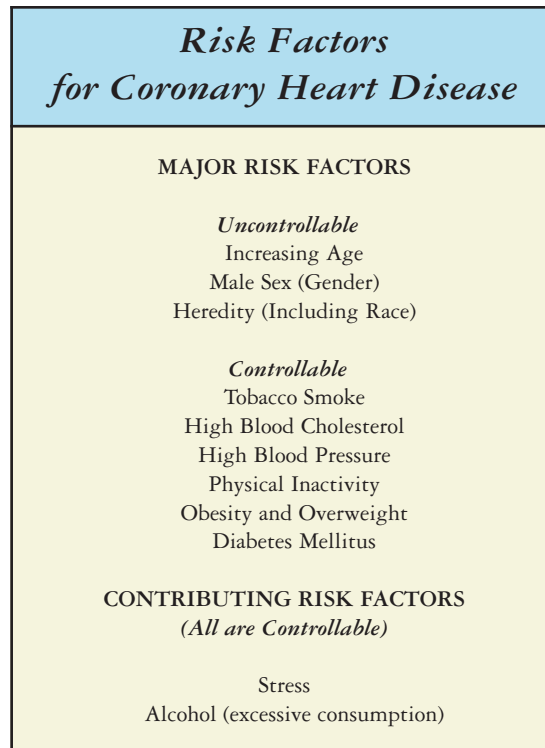 Risk Factors
for Coronary Heart Disease
MAJOR RISK FACTORS
Uncontrollable
Increasing Age
Male Sex (Gender)
Heredity (Including Race)
Controllable
Tobacco Smoke
High Blood Cholesterol
High Blood Pressure
Physical Inactivity
Obesity and Overweight
Diabetes Mellitus
CONTRIBUTING RISK FACTORS
(All are Controllable)
Stress
Alcohol (excessive consumption)